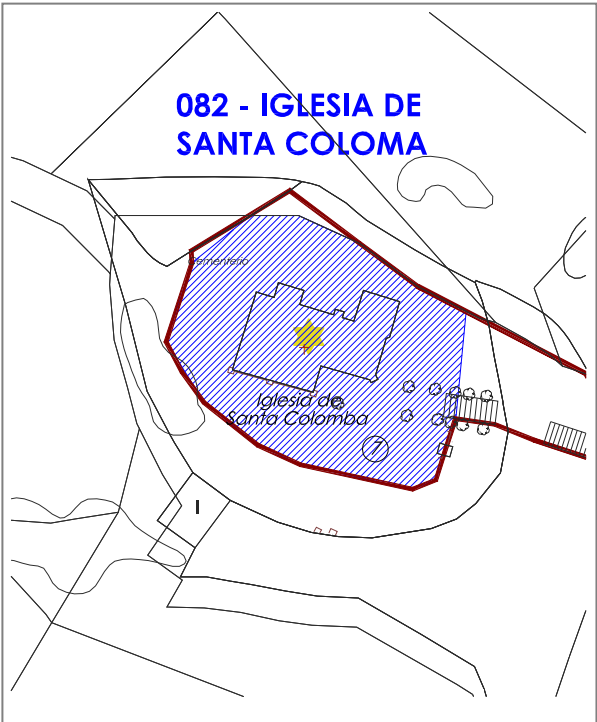 082 - IGLESIA DE
SANTA COLOMA
Cementerio
Iglesia de
Santa Colomba
7
I